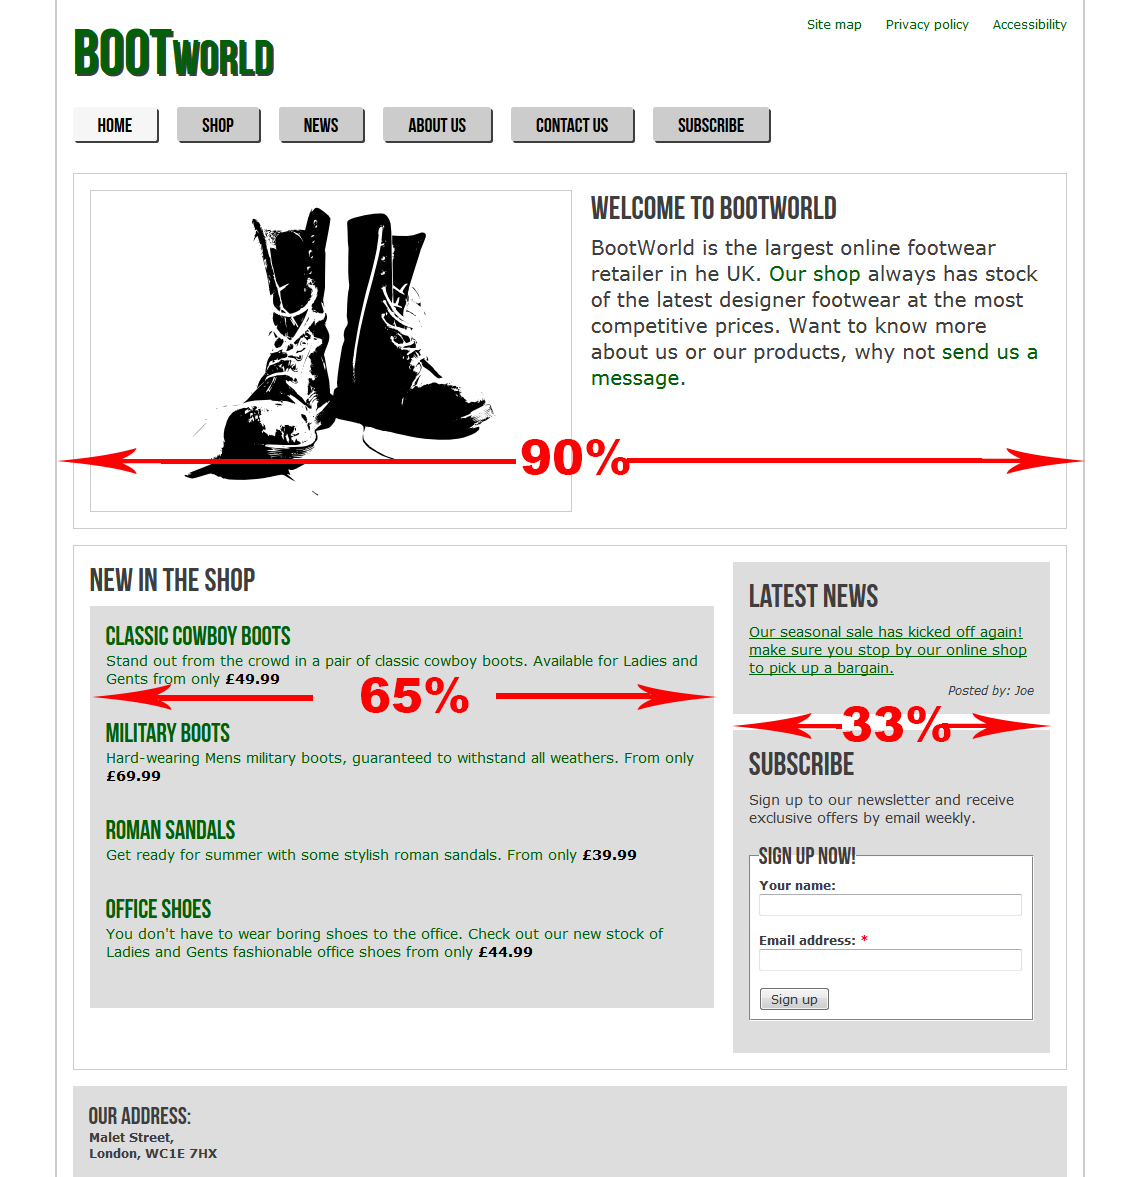 Site map Privacy policy Accessibility
BOOTWORLD
HOME SHOP NEWS ABOUT US CONTACT US SUBSCRIBE
WELCOME TO BOOTWORLD
BootWorld is the largest online footwear
retailer in he UK. Our shop always has stock
of the latest designer footwear at the most
competitive prices. Want to know more
about us or our products, why not send us a
message.
90%
NEW IN THE SHOP
CLASSIC COWBOY BOOTS
Stand out from the crowd in a pair of classic cowboy boots. Available for Ladies and
Gents from only £49.99
65%
MILITARY BOOTS
Hard-wearing Mens military boots, guaranteed to withstand all weathers. From only
£69.99
ROMAN SANDALS
Get ready for summer with some stylish roman sandals. From only £39.99
OFFICE SHOES
You don't have to wear boring shoes to the office. Check out our new stock of
Ladies and Gents fashionable office shoes from only £44.99
LATEST NEWS
Our seasonal sale has kicked off again!
make sure you stop by our online shop
to pick up a bargain.
Posted by: Joe
33%
SUBSCRIBE
Sign up to our newsletter and receive
exclusive offers by email weekly.
SIGN UP NOW!
Your name:
Email address: *
Sign up
OUR ADDRESS:
Malet Street,
London, WC1E 7HX